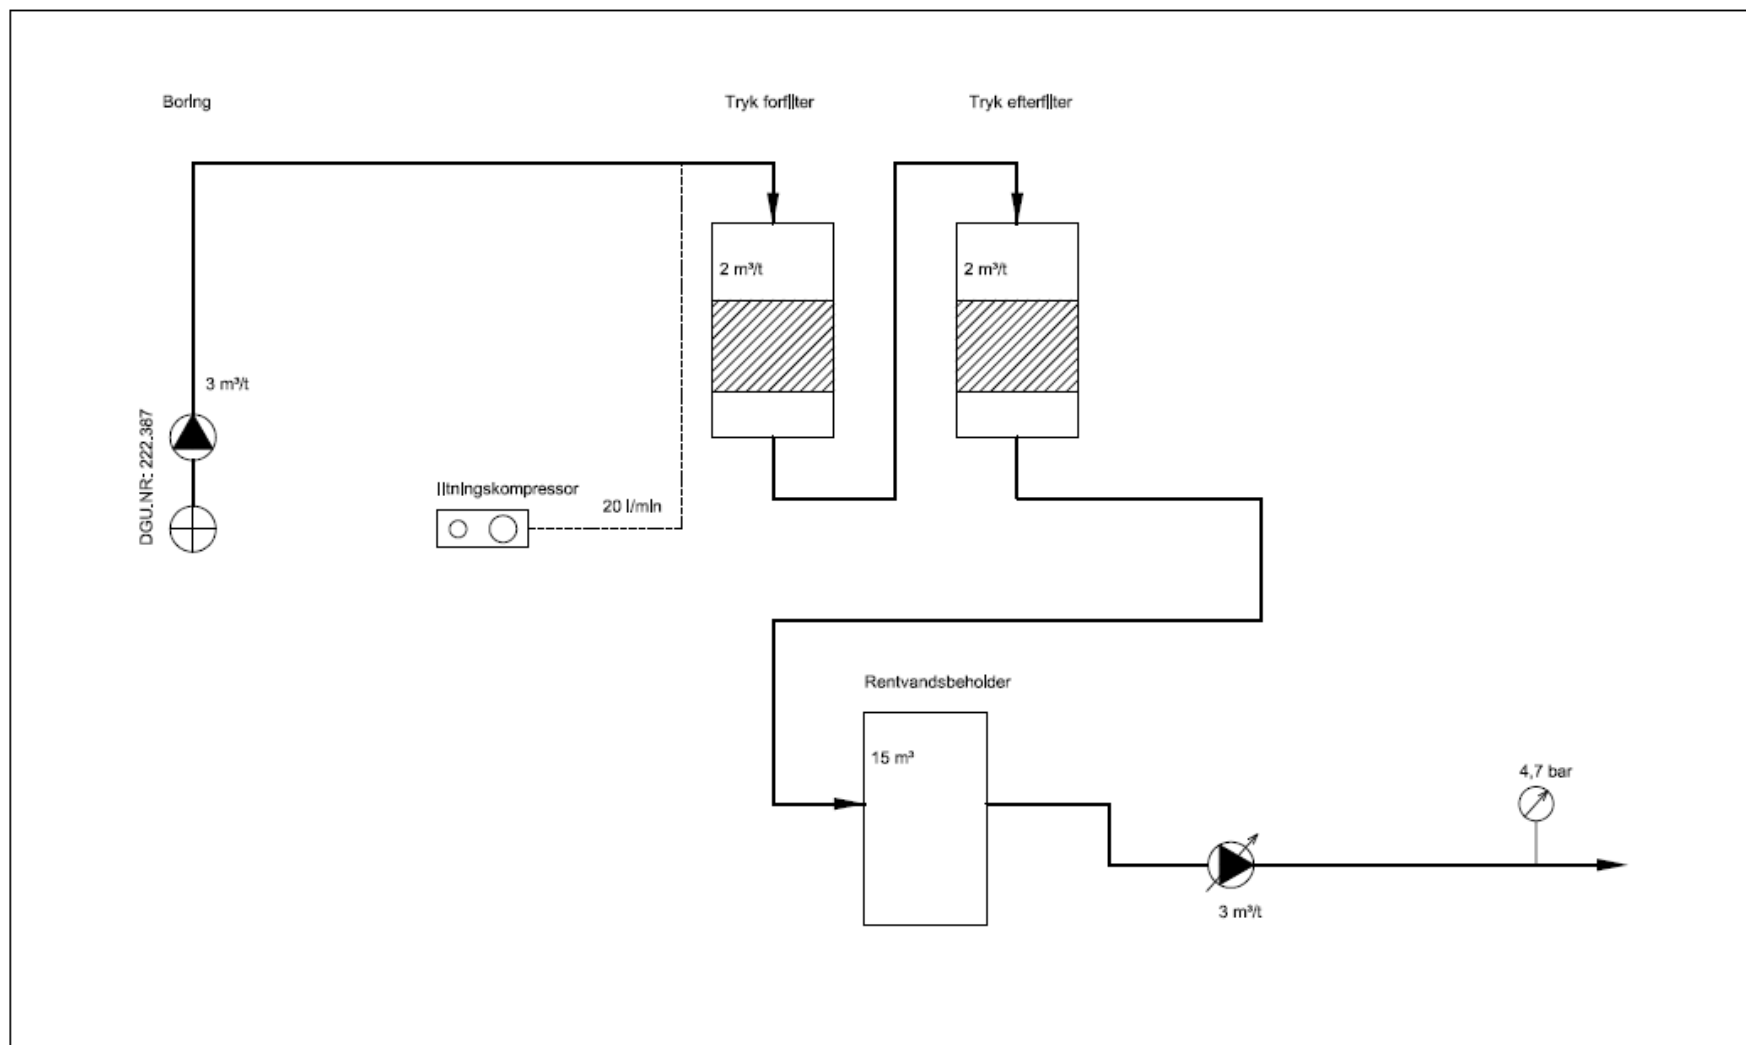 Boring
Tryk forfilter
Tryk efterfilter
2 m³/t
2 m³/t
3 m³/t
DGU.NR: 222.387
Iltningskompressor
20 l/min
Rentvandsbeholder
15 m³
4,7 bar
3 m³/t